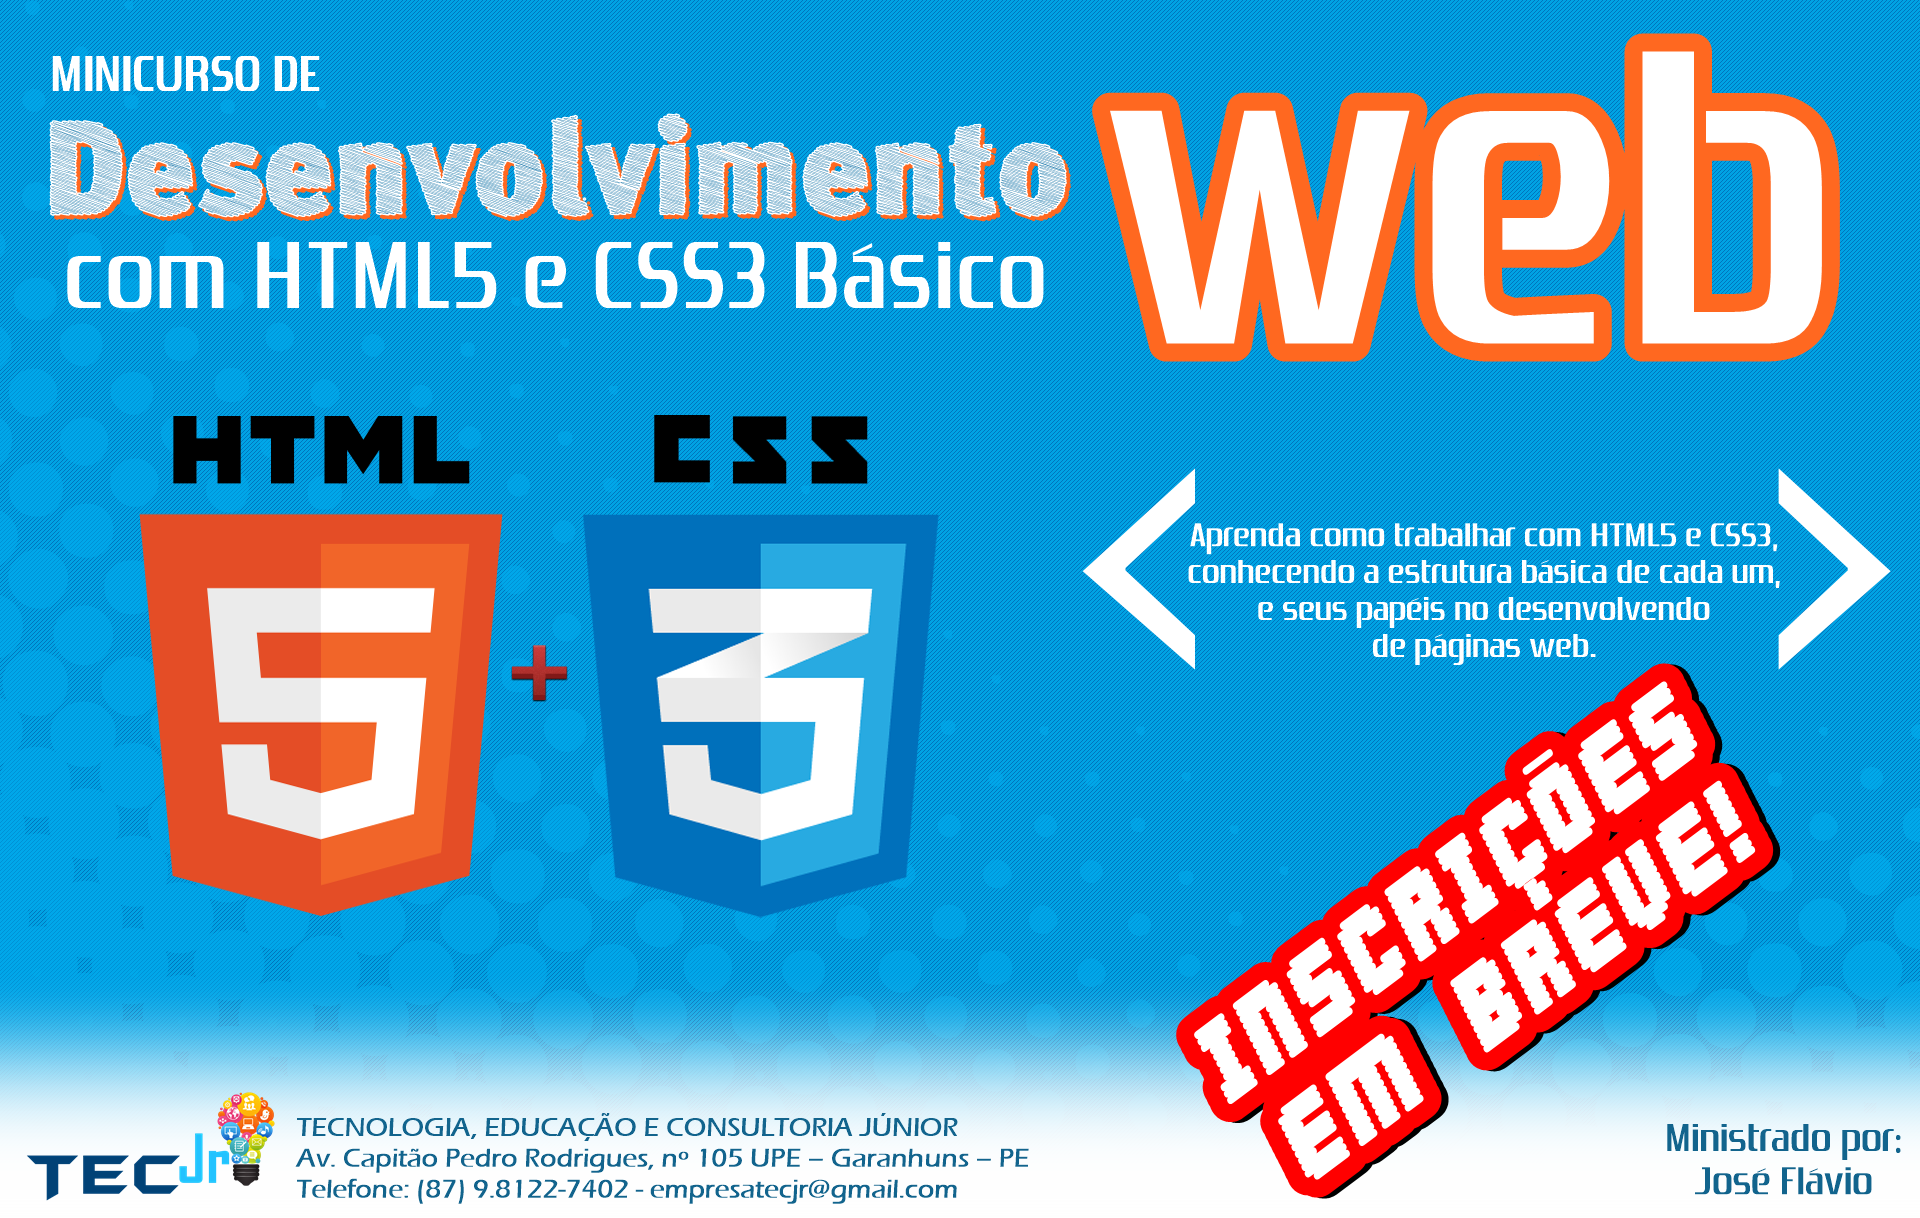 MINICURSO DE
Desenvolvimento
web
com HTML5 e CSS3 Básico
HTML
CSS
5
+
3
Aprenda como trabalhar com HTML5 e CSS3,
conhecendo a estrutura básica de cada um,
e seus papéis no desenvolvendo
de páginas web.
INSCRIÇÕES
EM BREVE!
TECJr
TECNOLOGIA, EDUCAÇÃO E CONSULTORIA JÚNIOR
Av. Capitão Pedro Rodrigues, nº 105 UPE – Garanhuns – PE
Telefone: (87) 9.8122-7402 - empresatecjr@gmail.com
Ministrado por:
José Flávio